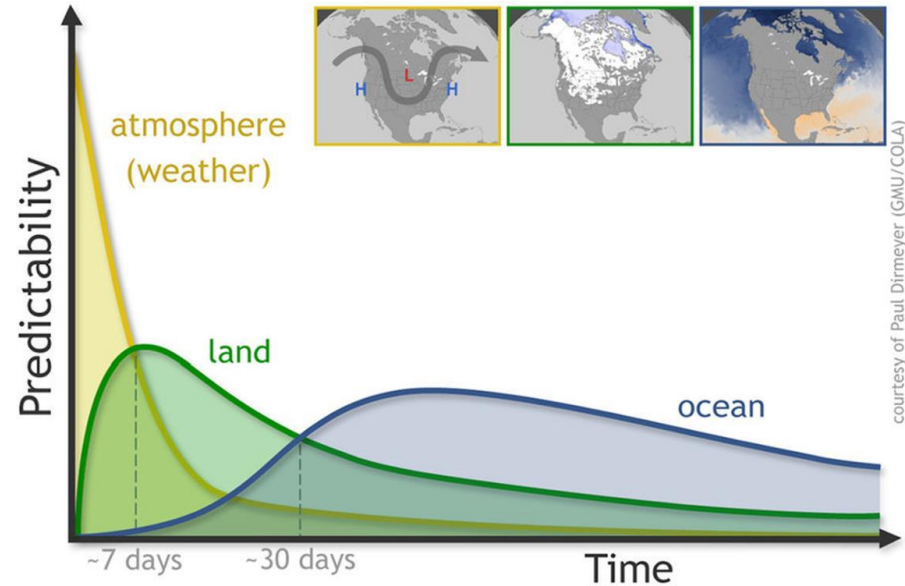 H
L
H
atmosphere
(weather)
land
ocean
Predictability
~7 days
~30 days
Time
courtesy of Paul Dirmeyer (GMU/COLA)